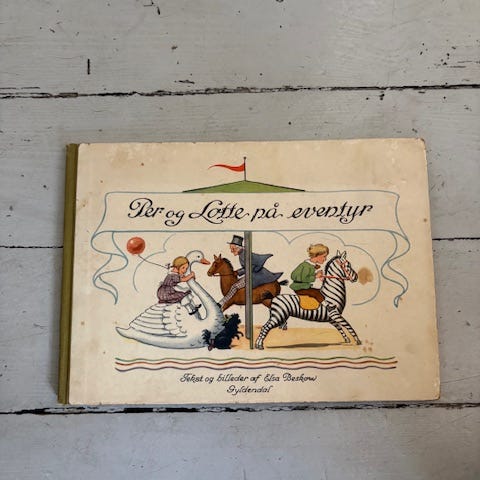 Per og Lotte på eventyr
Tekst og billeder af Elsa Beskow
Gyldendal